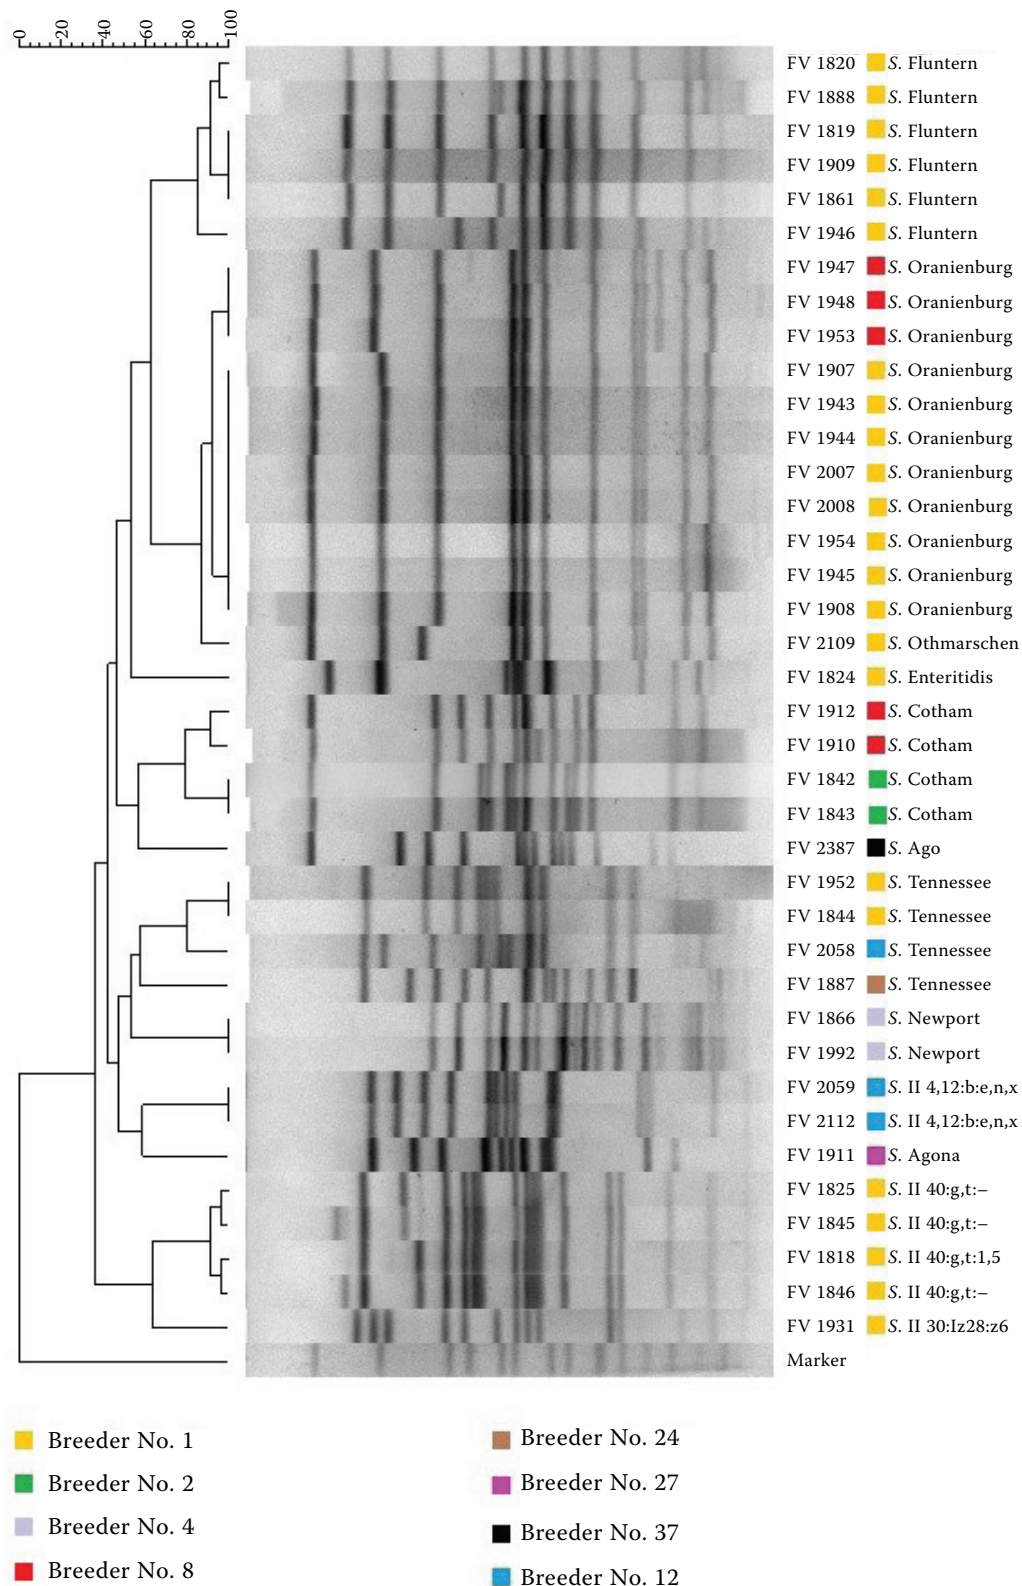 0 20 40 60 80 100
FV 1820 S. Fluntern
FV 1888 S. Fluntern
FV 1819 S. Fluntern
FV 1909 S. Fluntern
FV 1861 S. Fluntern
FV 1946 S. Fluntern
FV 1947 S. Oranienburg
FV 1948 S. Oranienburg
FV 1953 S. Oranienburg
FV 1907 S. Oranienburg
FV 1943 S. Oranienburg
FV 1944 S. Oranienburg
FV 2007 S. Oranienburg
FV 2008 S. Oranienburg
FV 1954 S. Oranienburg
FV 1945 S. Oranienburg
FV 1908 S. Oranienburg
FV 2109 S. Othmarschen
FV 1824 S. Enteritidis
FV 1912 S. Cotham
FV 1910 S. Cotham
FV 1842 S. Cotham
FV 1843 S. Cotham
FV 2387 S. Ago
FV 1952 S. Tennessee
FV 1844 S. Tennessee
FV 2058 S. Tennessee
FV 1887 S. Tennessee
FV 1866 S. Newport
FV 1992 S. Newport
FV 2059 S. II 4,12:b:e,n,x
FV 2112 S. II 4,12:b:e,n,x
FV 1911 S. Agona
FV 1825 S. II 40:g,t:–
FV 1845 S. II 40:g,t:–
FV 1818 S. II 40:g,t:1,5
FV 1846 S. II 40:g,t:–
FV 1931 S. II 30:Iz28:z6
Marker
Breeder No. 1
Breeder No. 2
Breeder No. 4
Breeder No. 8
Breeder No. 24
Breeder No. 27
Breeder No. 37
Breeder No. 12